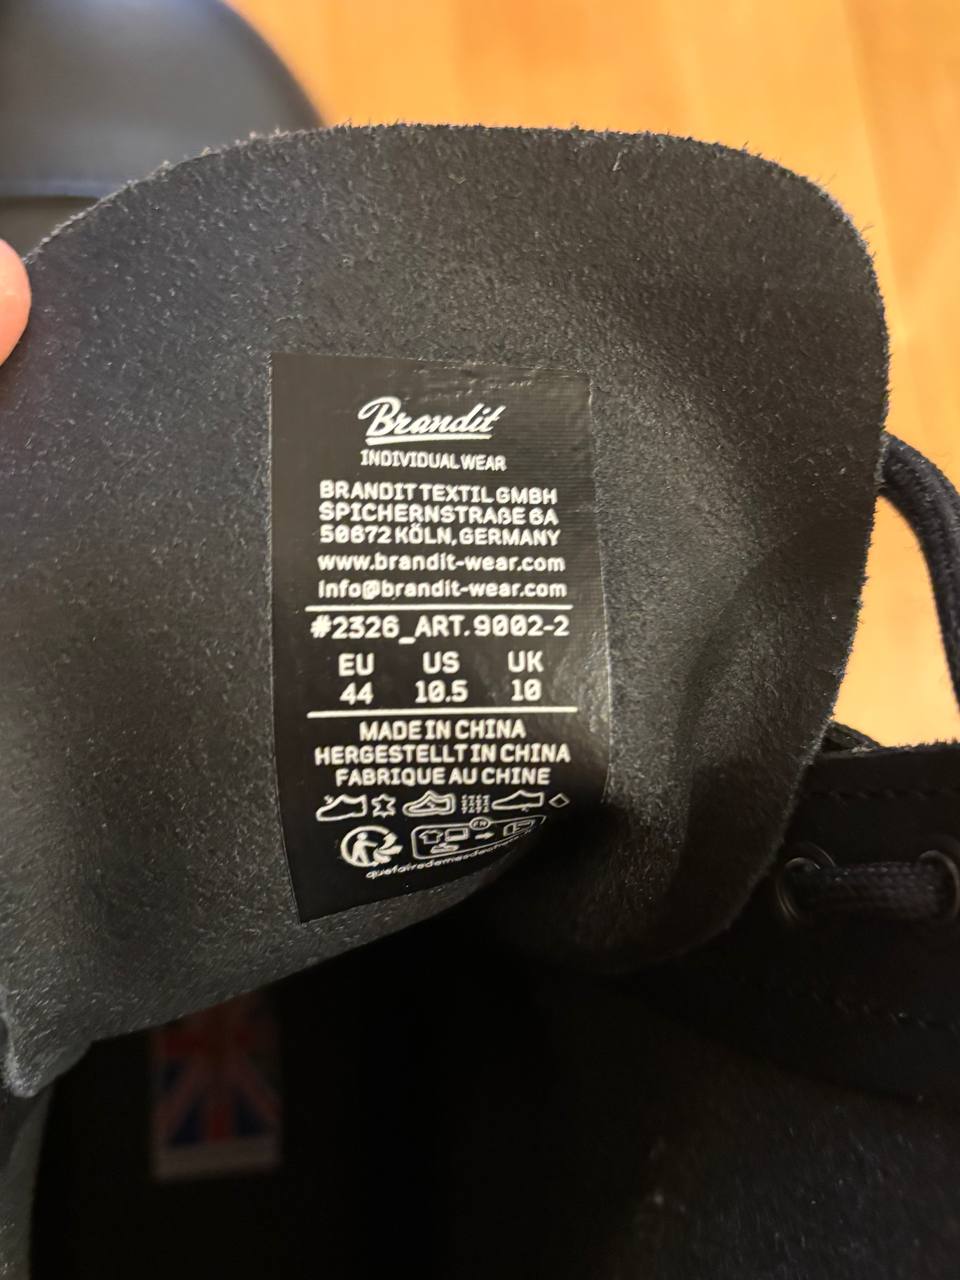 Brandit
INDIVIDUAL WEAR
BRANDIT TEXTIL GMBH
SPICHERNSTRAßE 6A
50672 KÖLN, GERMANY
www.brandit-wear.com
info@brandit-wear.com
#2326_ART. 9002-2
EU US UK
44 10.5 10
MADE IN CHINA
HERGESTELLT IN CHINA
FABRIQUE AU CHINE
FR